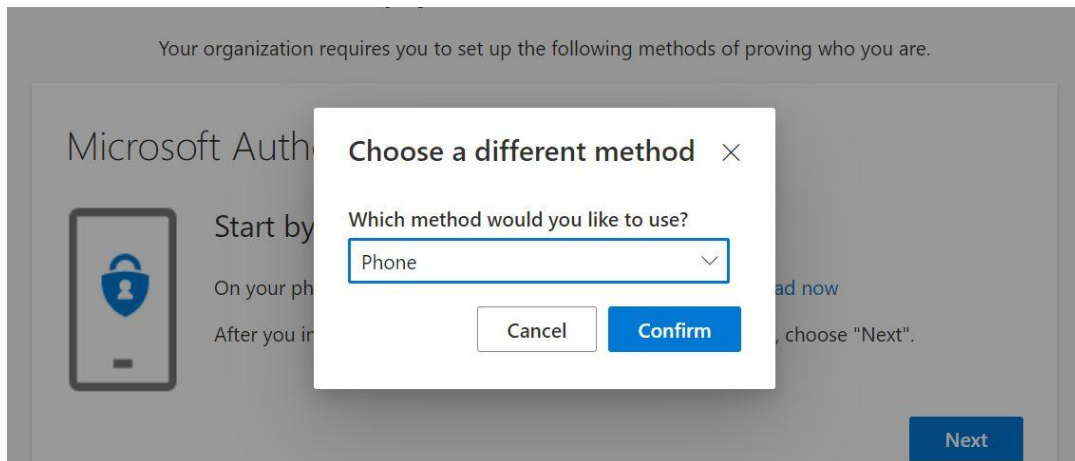 Your organization requires you to set up the following methods of proving who you are.
Microsoft Auth
Choose a different method
Start by
Which method would you like to use?
Phone
On your ph
ad now
After you in
, choose "Next".
Cancel
Confirm
Next